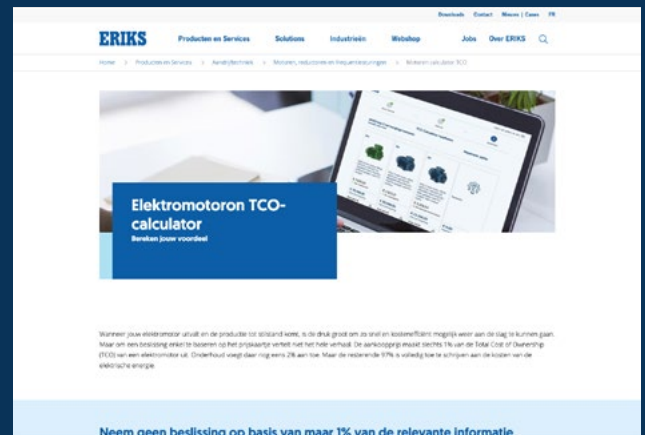 Downloads Contact Nieuws | Cases FR
ERIKS Producten en Services Solutions Industrieën Webshop Jobs Over ERIKS
Home > Producten en Services > Aandrijftechniek > Motoren, reductoren en frequentiesturingen > Motoren calculator TCO
Elektromotoron TCO-
calculator
Bereken jouw voordeel
Wanneer jouw elektromotor uitvalt en de productie tot stilstand komt, is de druk groot om zo snel en kostenefficiënt mogelijk weer aan de slag te kunnen gaan.
Maar om een beslissing enkel te baseren op het prijskaartje vertelt niet het hele verhaal. De aankoopprijs maakt slechts 1% van de Total Cost of Ownership
(TCO) van een elektromotor uit. Onderhoud voegt daar nog eens 2% aan toe. Maar de resterende 97% is volledig toe te schrijven aan de kosten van de
elektrische energie.
Neem geen beslissing op basis van maar 1% van de relevante informatie